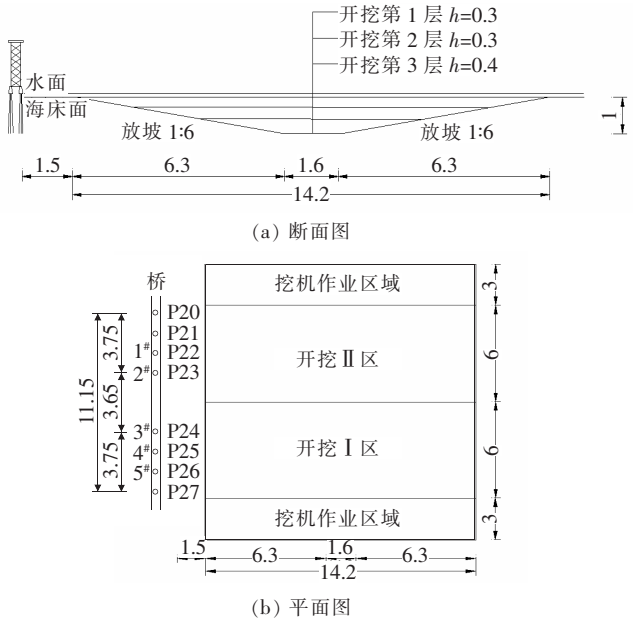 开挖第 1 层 h=0.3
开挖第 2 层 h=0.3
开挖第 3 层 h=0.4
水面
海床面
放坡 1:6
放坡 1:6
1
1.5
6.3
1.6
6.3
14.2
(a) 断面图
桥
挖机作业区域
3
P20
P21
1# P22
2# P23
P24
3#
4# P25
5# P26
P27
3.75
3.65
3.75
11.15
开挖Ⅱ区
6
开挖Ⅰ区
6
挖机作业区域
3
1.5
6.3
1.6
6.3
14.2
(b) 平面图